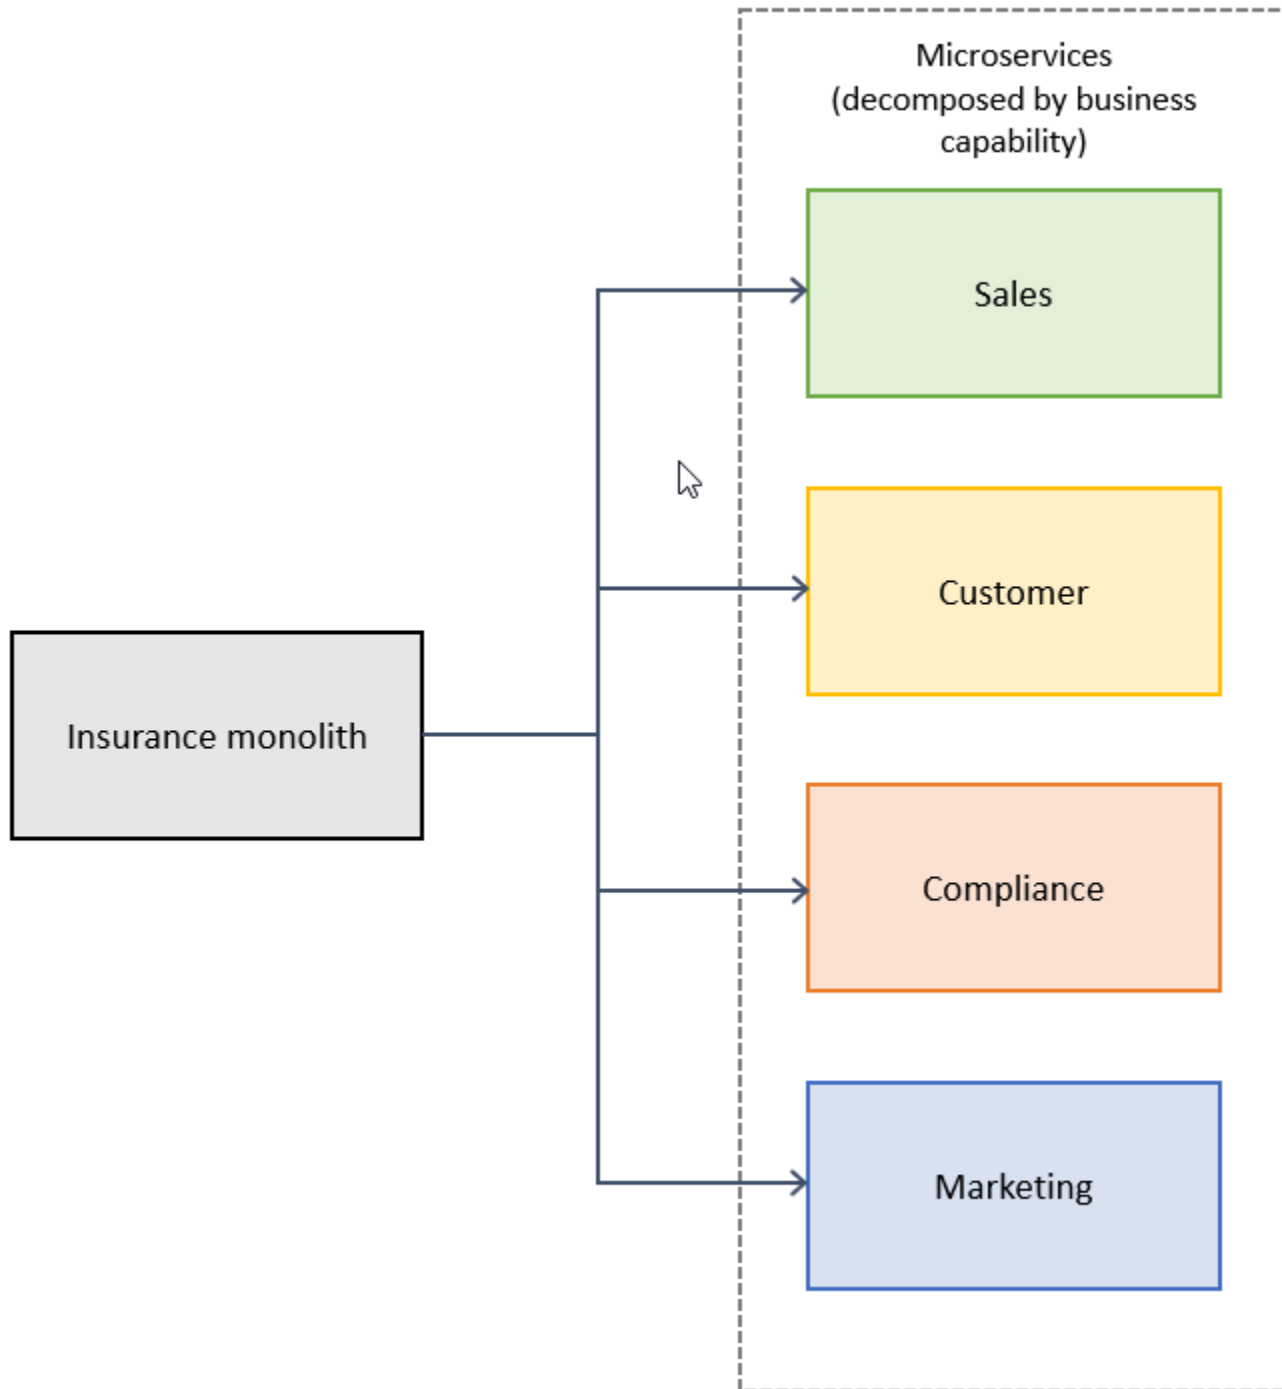 Microservices
(decomposed by business
capability)
Sales
Customer
Insurance monolith
Compliance
Marketing